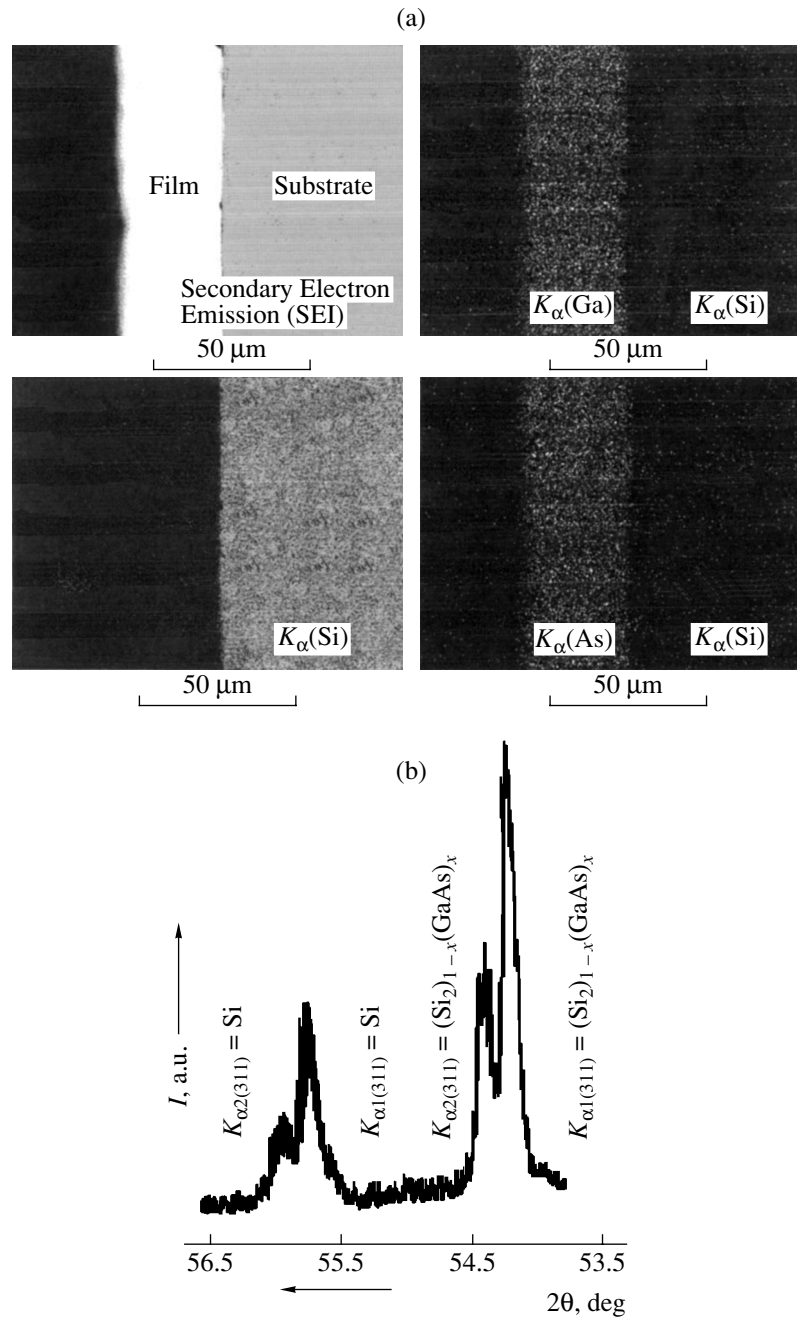 (a)
Film
Substrate
Secondary Electron
Emission (SEI)
Kα(Ga)
Kα(Si)
50 μm
50 μm
Kα(Si)
Kα(As)
Kα(Si)
50 μm
50 μm
(b)
I, a.u.
Kα2(311) = Si
Kα1(311) = Si
Kα2(311) = (Si2)1 – x(GaAs)x
Kα1(311) = (Si2)1 – x(GaAs)x
56.5
55.5
54.5
53.5
2θ, deg